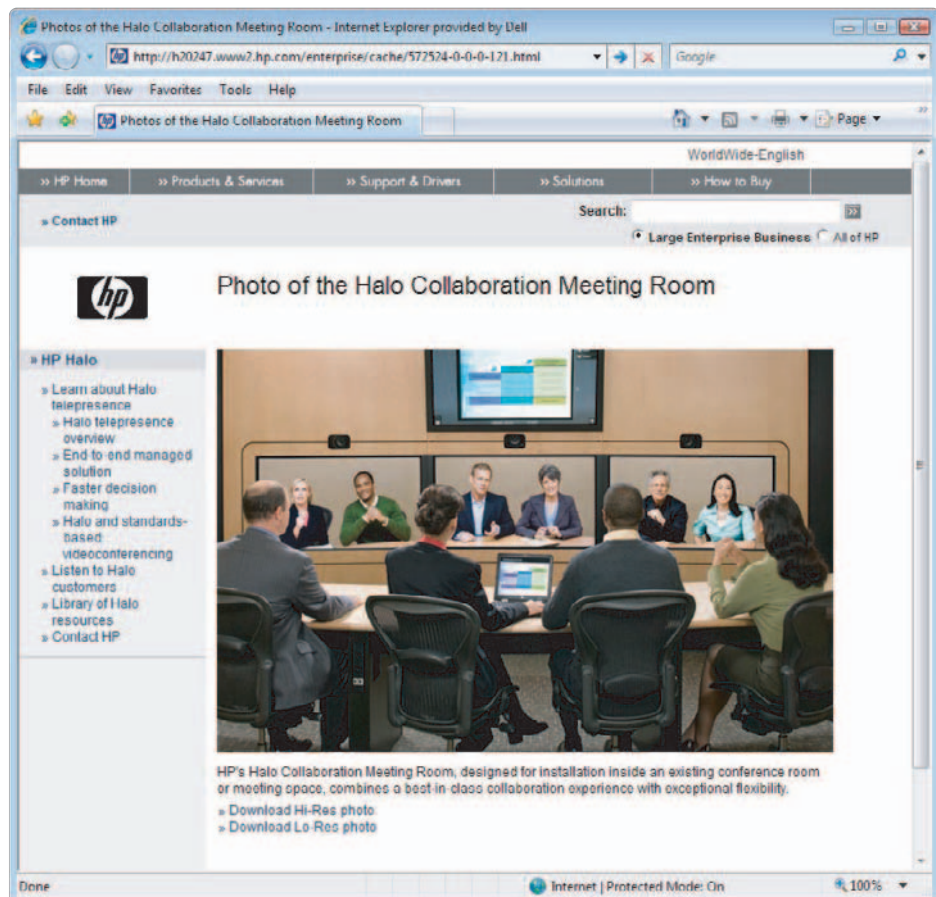 Photos of the Halo Collaboration Meeting Room - Internet Explorer provided by Dell
http://h20247.www2.hp.com/enterprise/cache/572524-0-0-0-121.html
Google
File Edit View Favorites Tools Help
Photos of the Halo Collaboration Meeting Room
Page
WorldWide-English
» HP Home » Products & Services » Support & Drivers » Solutions » How to Buy
» Contact HP
Search:
Large Enterprise Business All of HP
hp
Photo of the Halo Collaboration Meeting Room
» HP Halo
» Learn about Halo
telepresence
» Halo telepresence
overview
» End-to-end managed
solution
» Faster decision
making
» Halo and standards-
based
videoconferencing
» Listen to Halo
customers
» Library of Halo
resources
» Contact HP
HP's Halo Collaboration Meeting Room, designed for installation inside an existing conference room
or meeting space, combines a best-in-class collaboration experience with exceptional flexibility.
» Download Hi-Res photo
» Download Lo-Res photo
Done
Internet | Protected Mode: On
100%